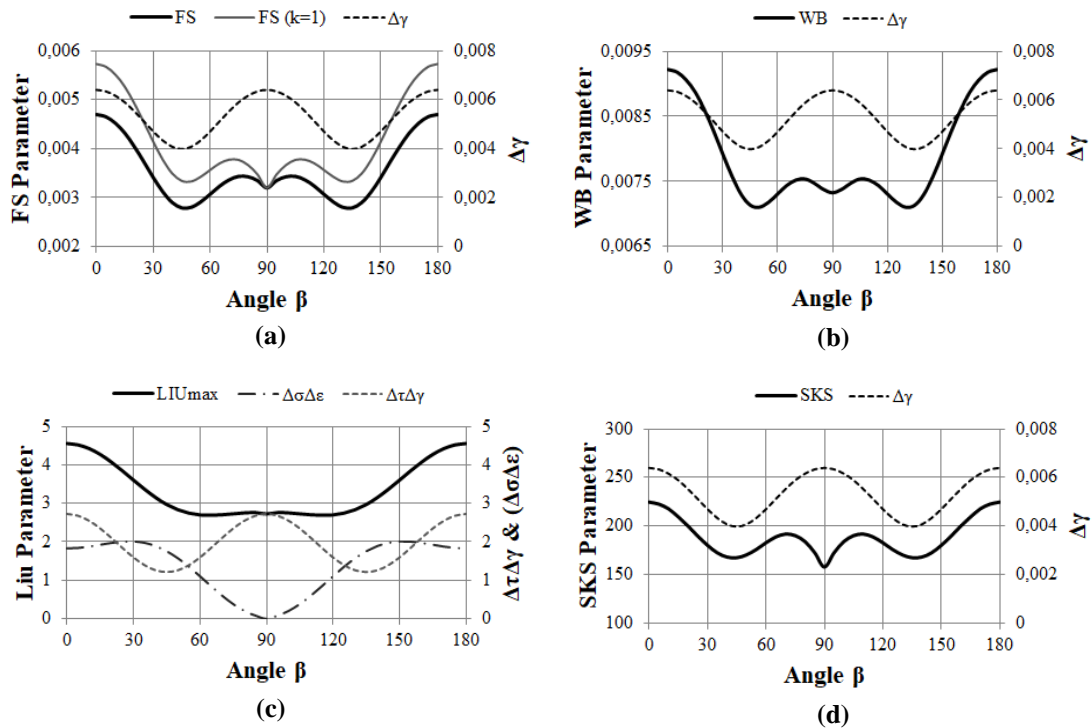 FS FS (k=1) Δγ
0,006
0,005
0,004
0,003
0,002
FS Parameter
0,008
0,006
0,004
0,002
0
Δγ
0 30 60 90 120 150 180
Angle β
(a)
WB Δγ
0,0095
0,0085
0,0075
0,0065
WB Parameter
0,008
0,006
0,004
0,002
0
Δγ
0 30 60 90 120 150 180
Angle β
(b)
LIUmax ΔσΔε ΔτΔγ
5
4
3
2
1
0
Liu Parameter
5
4
3
2
1
0
ΔτΔγ & (ΔσΔε)
0 30 60 90 120 150 180
Angle β
(c)
SKS Δγ
300
250
200
150
100
SKS Parameter
0,008
0,006
0,004
0,002
0
Δγ
0 30 60 90 120 150 180
Angle β
(d)